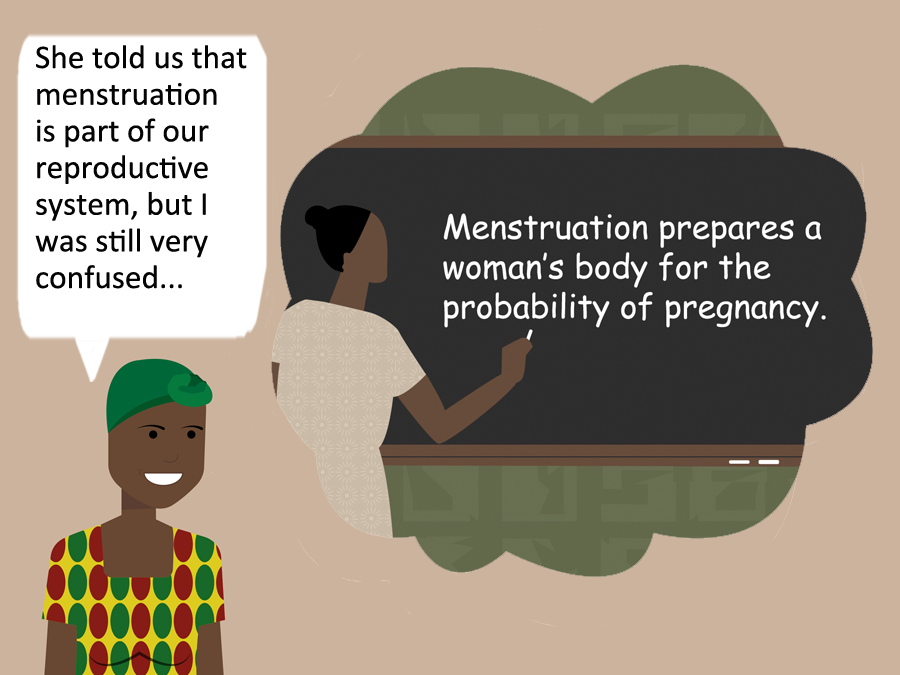 She told us that
menstruation
is part of our
reproductive
system, but I
was still very
confused...
Menstruation prepares a
woman's body for the
probability of pregnancy.